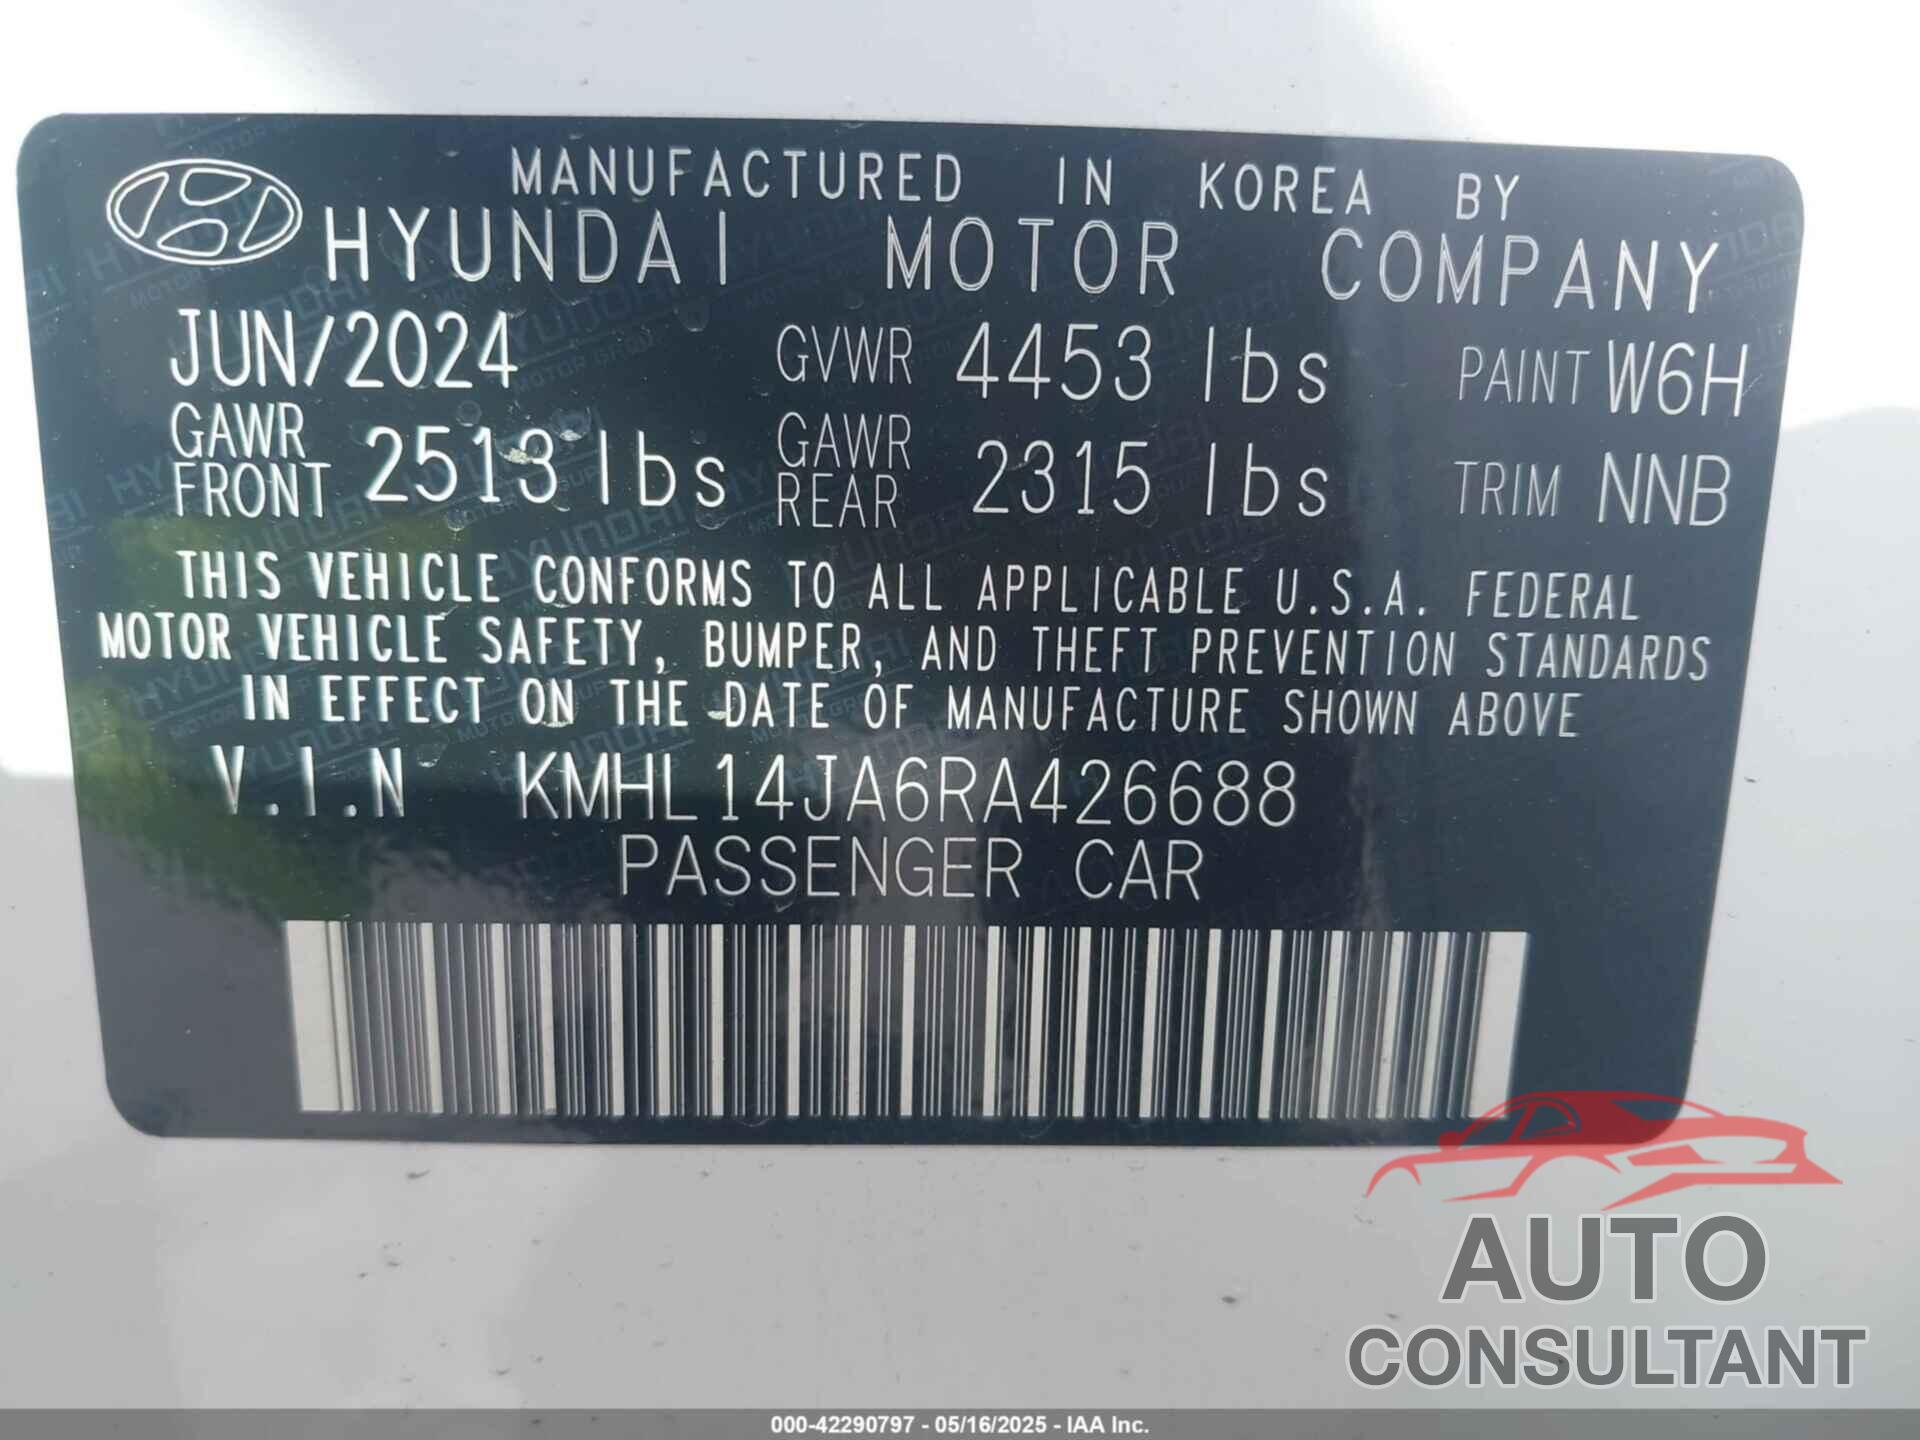 MANUFACTURED IN KOREA BY
HYUNDAI MOTOR COMPANY
JUN/2024 GVWR 4453 lbs PAINT W6H
GAWR FRONT 2513 lbs GAWR REAR 2315 lbs TRIM NNB
THIS VEHICLE CONFORMS TO ALL APPLICABLE U.S.A. FEDERAL
MOTOR VEHICLE SAFETY, BUMPER, AND THEFT PREVENTION STANDARDS
IN EFFECT ON THE DATE OF MANUFACTURE SHOWN ABOVE
V.I.N KMHL14JA6RA426688
PASSENGER CAR
AUTO
CONSULTANT
000-42290797 - 05/16/2025 - IAA Inc.